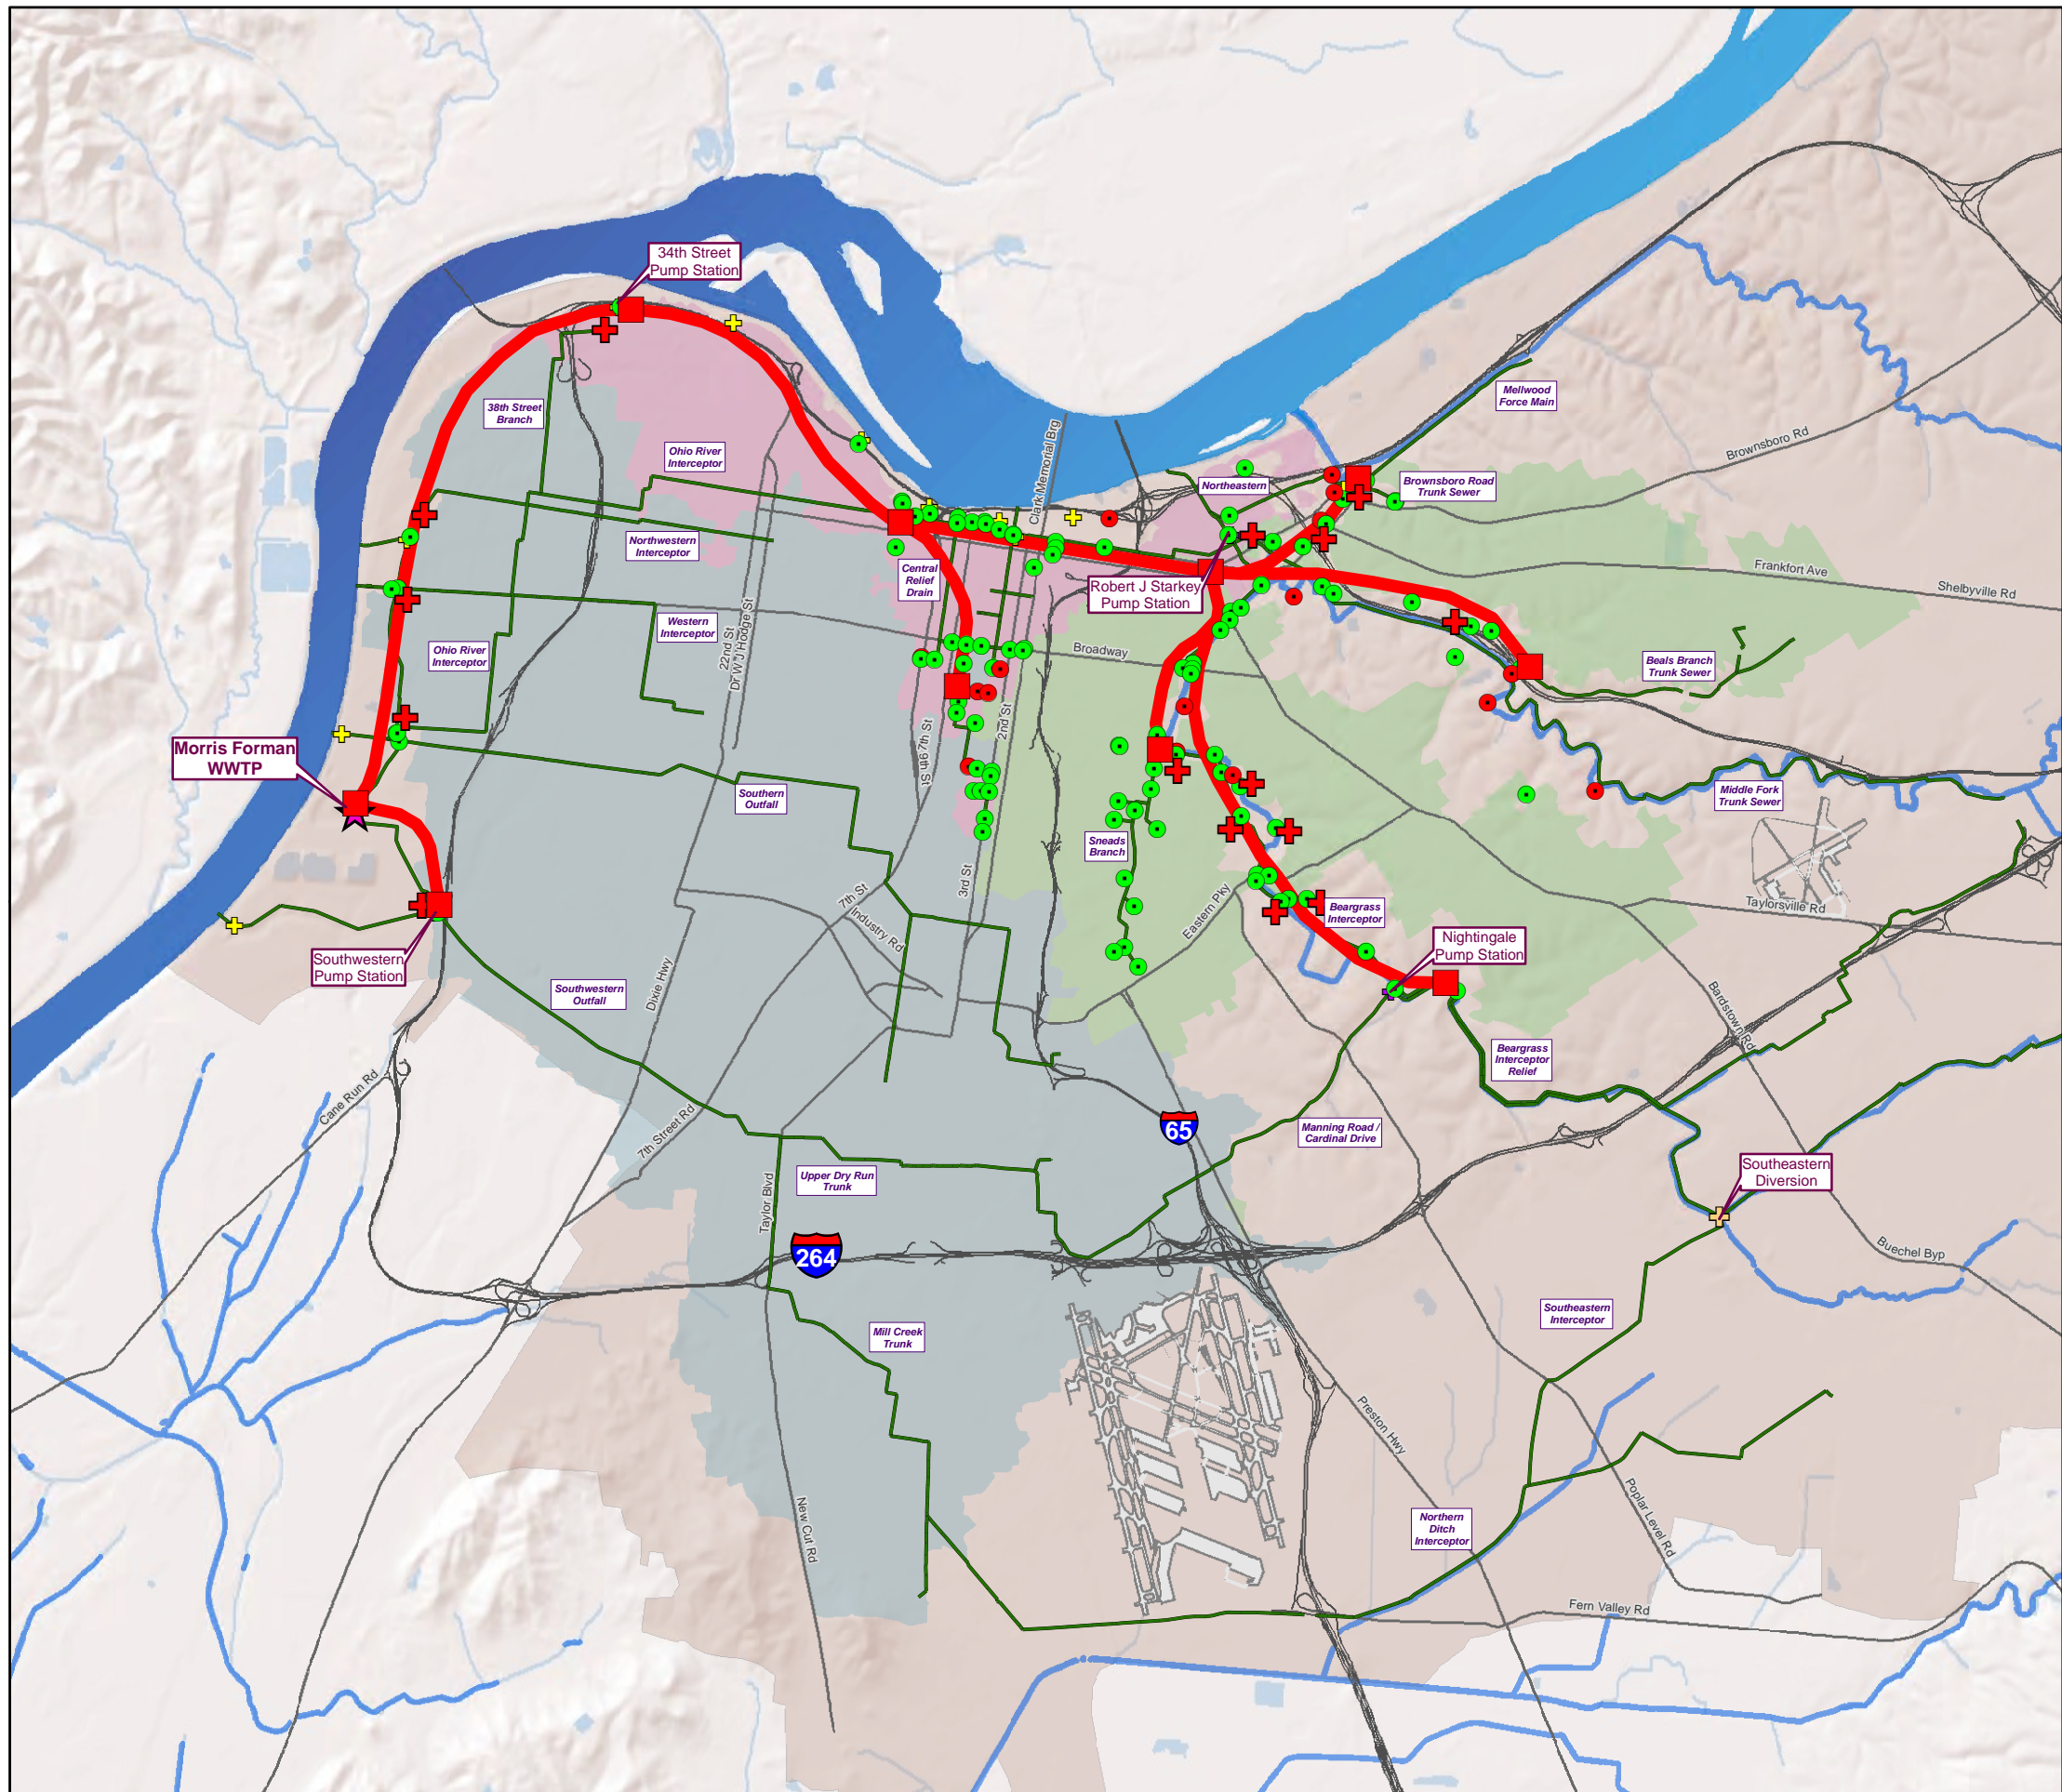 34th Street
Pump Station
Mellwood
Force Main
38th Street
Branch
Clark Memorial Brg
Brownsboro Rd
Ohio River
Interceptor
Northeastern
Brownsboro Road
Trunk Sewer
Northwestern
Interceptor
Central
Relief
Drain
Frankfort Ave
Shelbyville Rd
Robert J Starkey
Pump Station
22nd St
Dr W J Hodge St
Western
Interceptor
Ohio River
Interceptor
Broadway
Beals Branch
Trunk Sewer
2nd St
Morris Forman
WWTP
7th St
Southern
Outfall
Middle Fork
Trunk Sewer
Sneads
Branch
3rd St
7th St
Industry Rd
Eastern Pky
Beargrass
Interceptor
Taylorsville Rd
Nightingale
Pump Station
Southwestern
Pump Station
Southwestern
Outfall
Dixie Hwy
Bardstown Rd
Beargrass
Interceptor
Relief
Cane Run Rd
7th Street Rd
65
Manning Road /
Cardinal Drive
Upper Dry Run
Trunk
Southeastern
Diversion
Taylor Blvd
264
Buechel Byp
Southeastern
Interceptor
Mill Creek
Trunk
Preston Hwy
New Cut Rd
Poplar Level Rd
Northern
Ditch
Interceptor
Fern Valley Rd